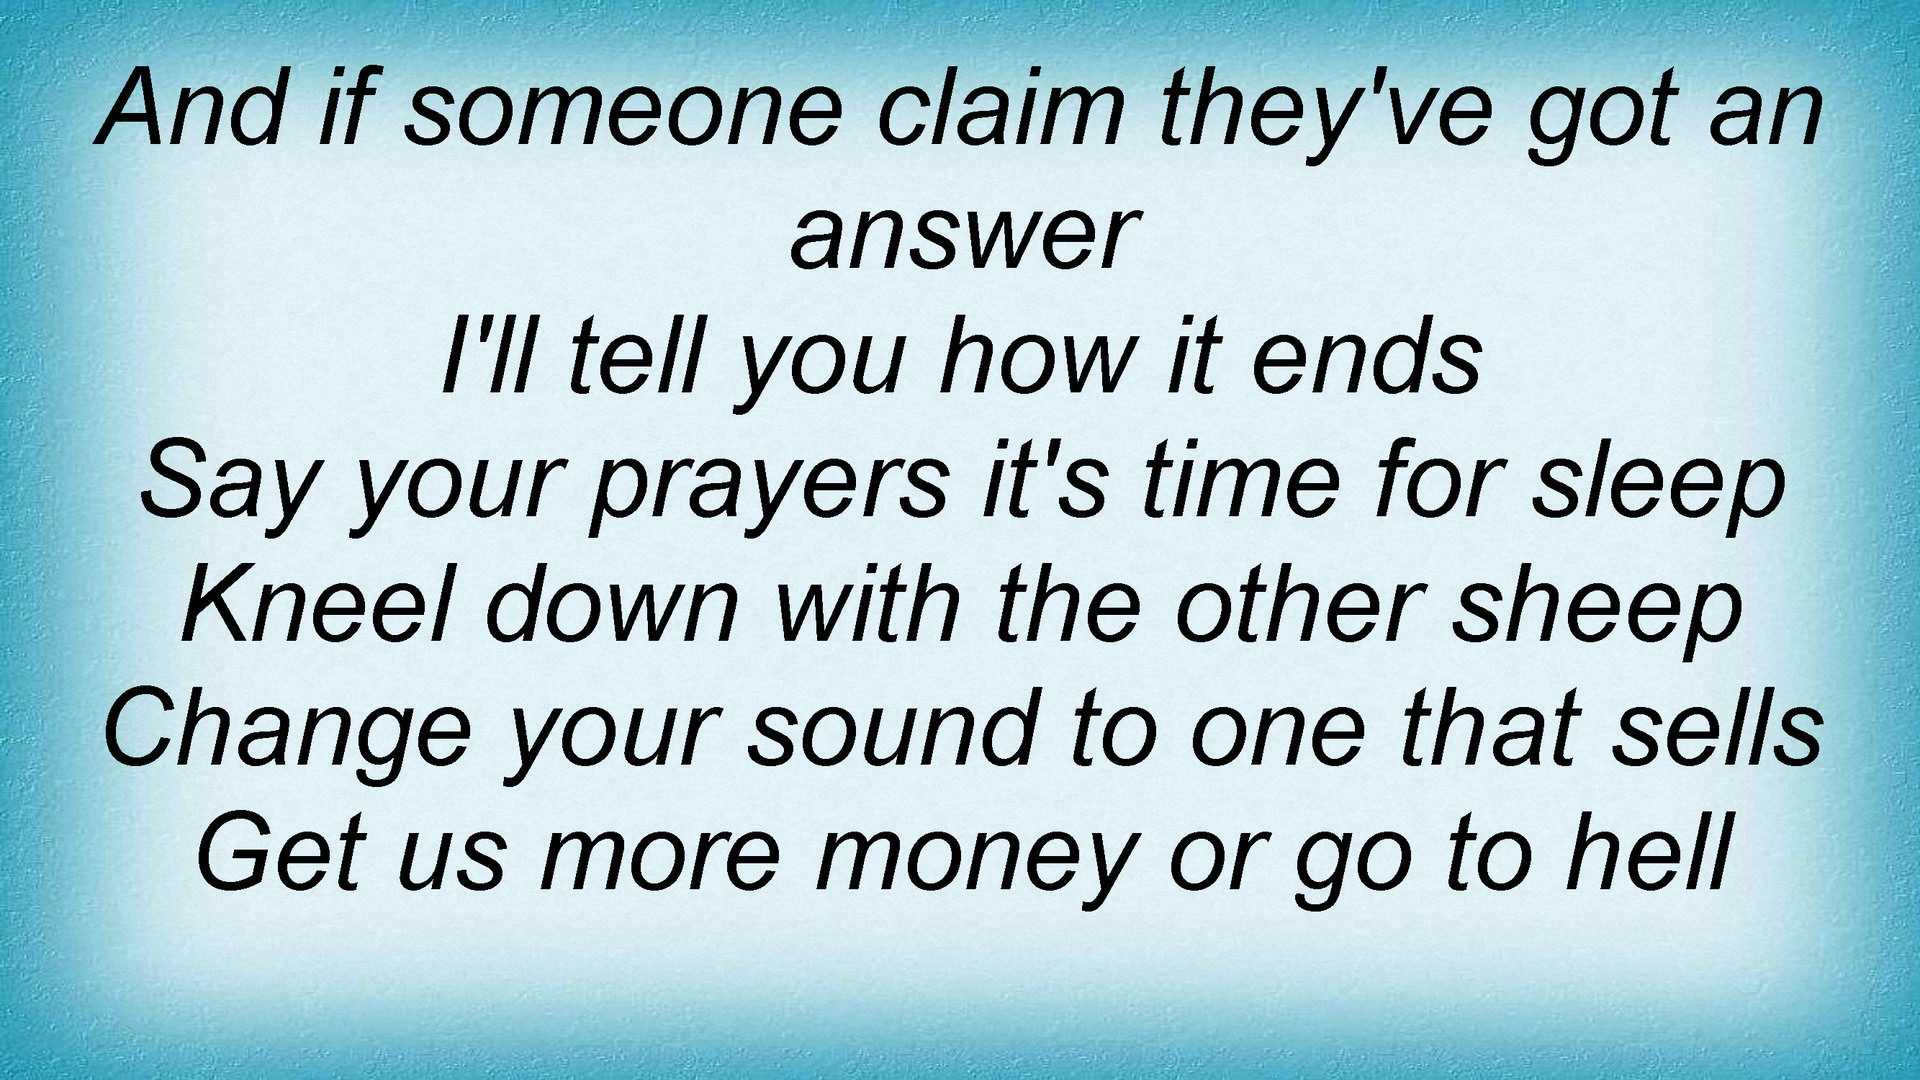 And if someone claim they've got an
answer
I'll tell you how it ends
Say your prayers it's time for sleep
Kneel down with the other sheep
Change your sound to one that sells
Get us more money or go to hell